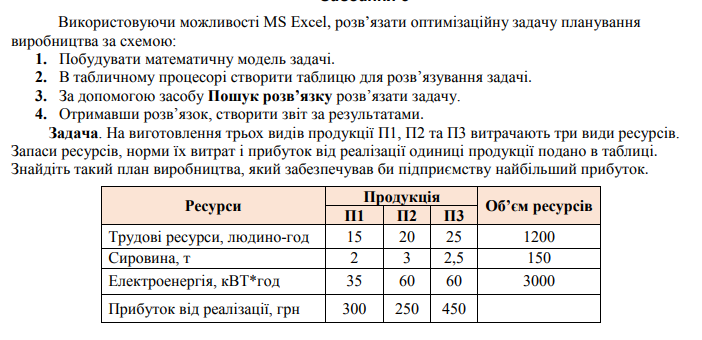 Використовуючи можливості MS Excel, розв’язати оптимізаційну задачу планування
виробництва за схемою:
1. Побудувати математичну модель задачі.
2. В табличному процесорі створити таблицю для розв’язування задачі.
3. За допомогою засобу Пошук розв’язку розв’язати задачу.
4. Отримавши розв’язок, створити звіт за результатами.
Задача. На виготовлення трьох видів продукції П1, П2 та П3 витрачають три види ресурсів.
Запаси ресурсів, норми їх витрат і прибуток від реалізації одиниці продукції подано в таблиці.
Знайдіть такий план виробництва, який забезпечував би підприємству найбільший прибуток.
Ресурси Продукція Об’єм ресурсів
П1 П2 П3
Трудові ресурси, людино-год 15 20 25 1200
Сировина, т 2 3 2,5 150
Електроенергія, кВТ*год 35 60 60 3000
Прибуток від реалізації, грн 300 250 450